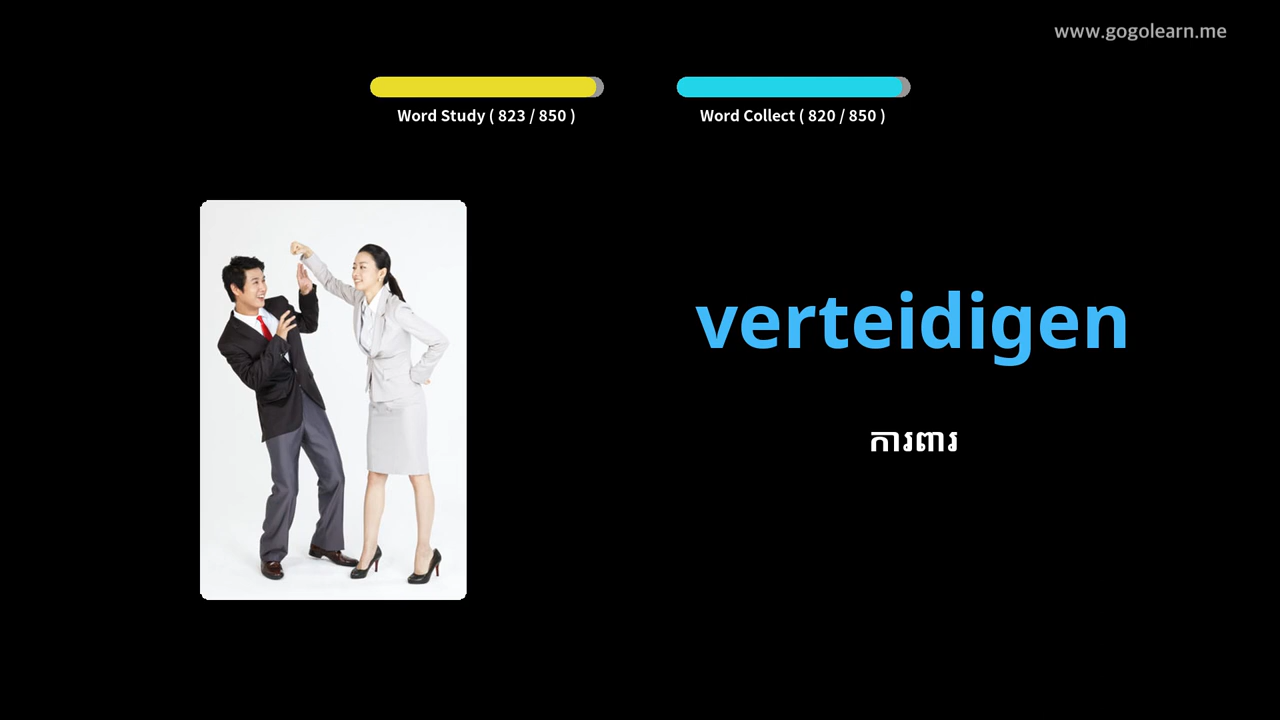 www.gogolearn.me
Word Study ( 823 / 850 )
Word Collect ( 820 / 850 )
verteidigen
ការពារ